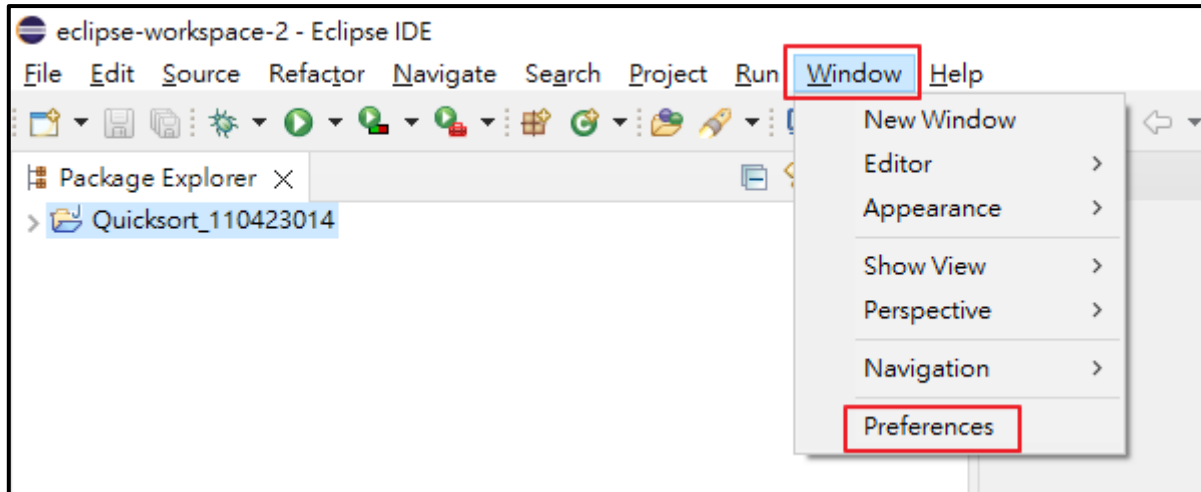 eclipse-workspace-2 - Eclipse IDE
File Edit Source Refactor Navigate Search Project Run Window Help
New Window
Package Explorer
Editor
Quicksort_110423014
Appearance
Show View
Perspective
Navigation
Preferences